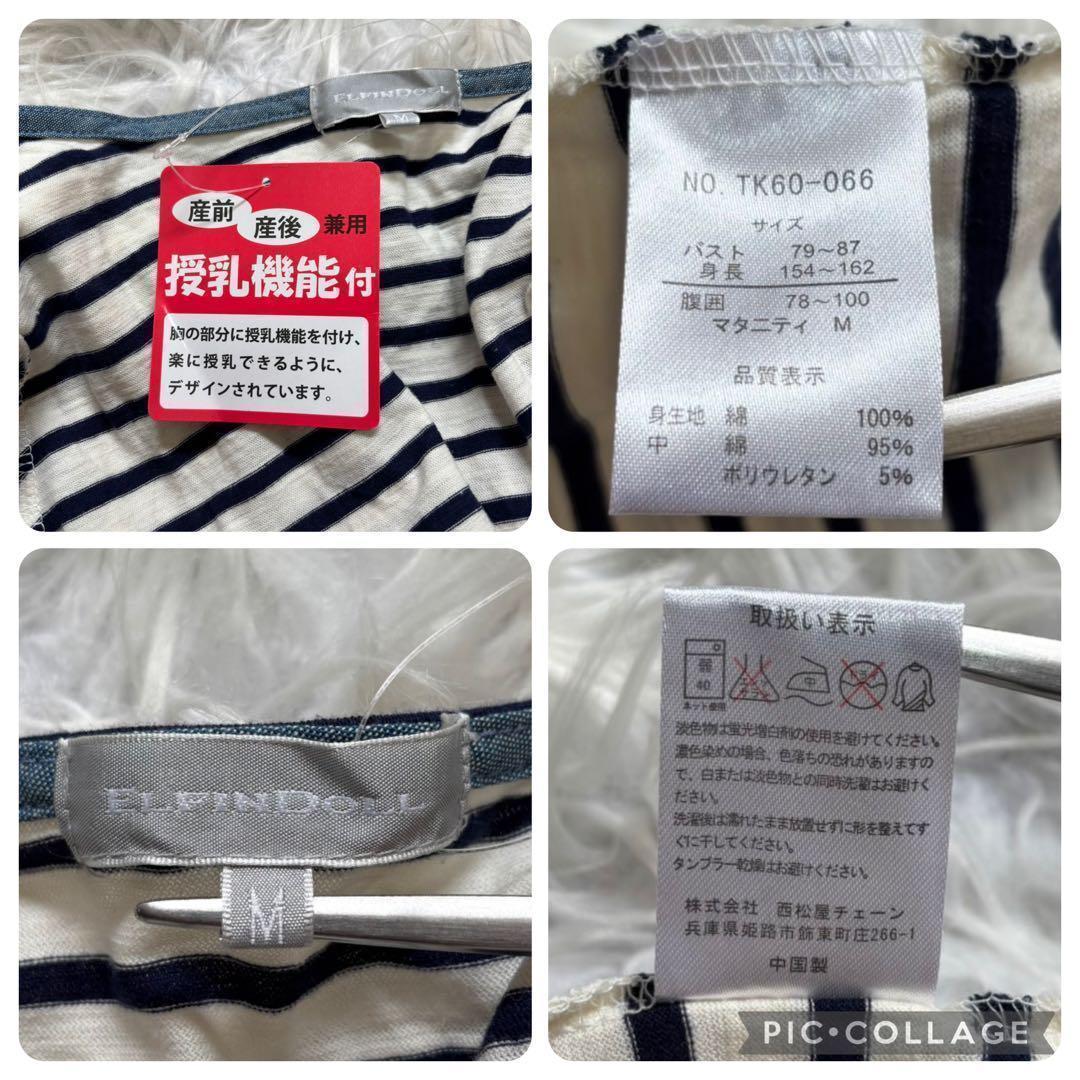 ELFINDOLL
M
産前
産後 兼用
授乳機能付
胸の部分に授乳機能を付け、
楽に授乳できるように、
デザインされています。
NO. TK60-066
サイズ
バスト 79～87
身長 154～162
腹囲 78～100
マタニティ M
品質表示
身生地 綿 100%
中 綿 95%
ポリウレタン 5%
ELFINDOLL
M
取扱い表示
弱
40
ネット使用
中
淡色物は蛍光増白剤の使用を避けてください。
濃色染めの場合、色落ちの恐れがありますの
で、白または淡色物との同時洗濯はお避けく
ださい。
洗濯後は濡れたまま放置せずに形を整えてす
ぐに干してください。
タンブラー乾燥はお避けください。
株式会社 西松屋チェーン
兵庫県姫路市飾東町庄266-1
中国製
PIC•COLLAGE